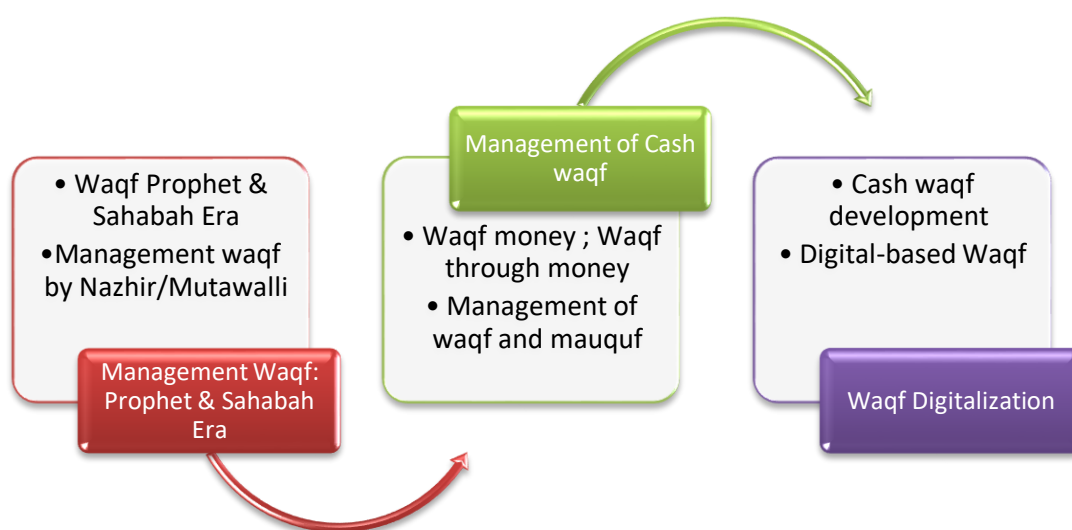 • Waqf Prophet &
Sahabah Era
•Management waqf
by Nazhir/Mutawalli
Management Waqf:
Prophet & Sahabah
Era
Management of Cash
waqf
• Waqf money ; Waqf
through money
• Management of
waqf and mauquf
• Cash waqf
development
• Digital-based Waqf
Waqf Digitalization